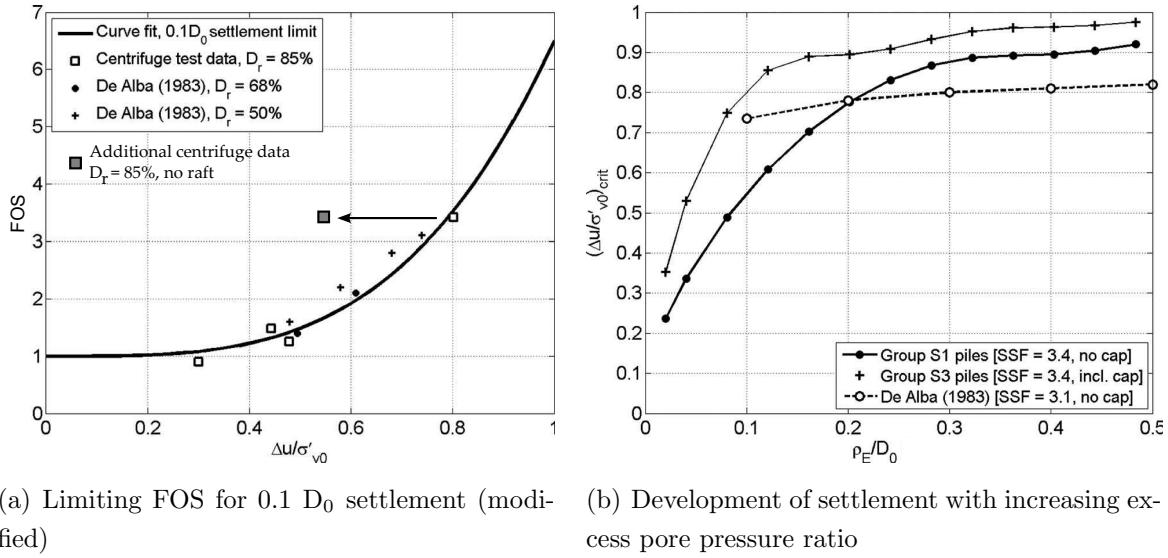 7
6
5
4
3
2
1
0
FOS
Curve fit, 0.1D₀ settlement limit
Centrifuge test data, Dᵣ = 85%
De Alba (1983), Dᵣ = 68%
De Alba (1983), Dᵣ = 50%
Additional centrifuge data
Dᵣ = 85%, no raft
0 0.2 0.4 0.6 0.8 1
Δu/σ'v0
1
0.9
0.8
0.7
0.6
0.5
0.4
0.3
0.2
0.1
0
(Δu/σ'v0)crit
Group S1 piles [SSF = 3.4, no cap]
Group S3 piles [SSF = 3.4, incl. cap]
De Alba (1983) [SSF = 3.1, no cap]
0 0.1 0.2 0.3 0.4 0.5
ρE/D₀
(a) Limiting FOS for 0.1 D₀ settlement (modi-
fied)
(b) Development of settlement with increasing ex-
cess pore pressure ratio